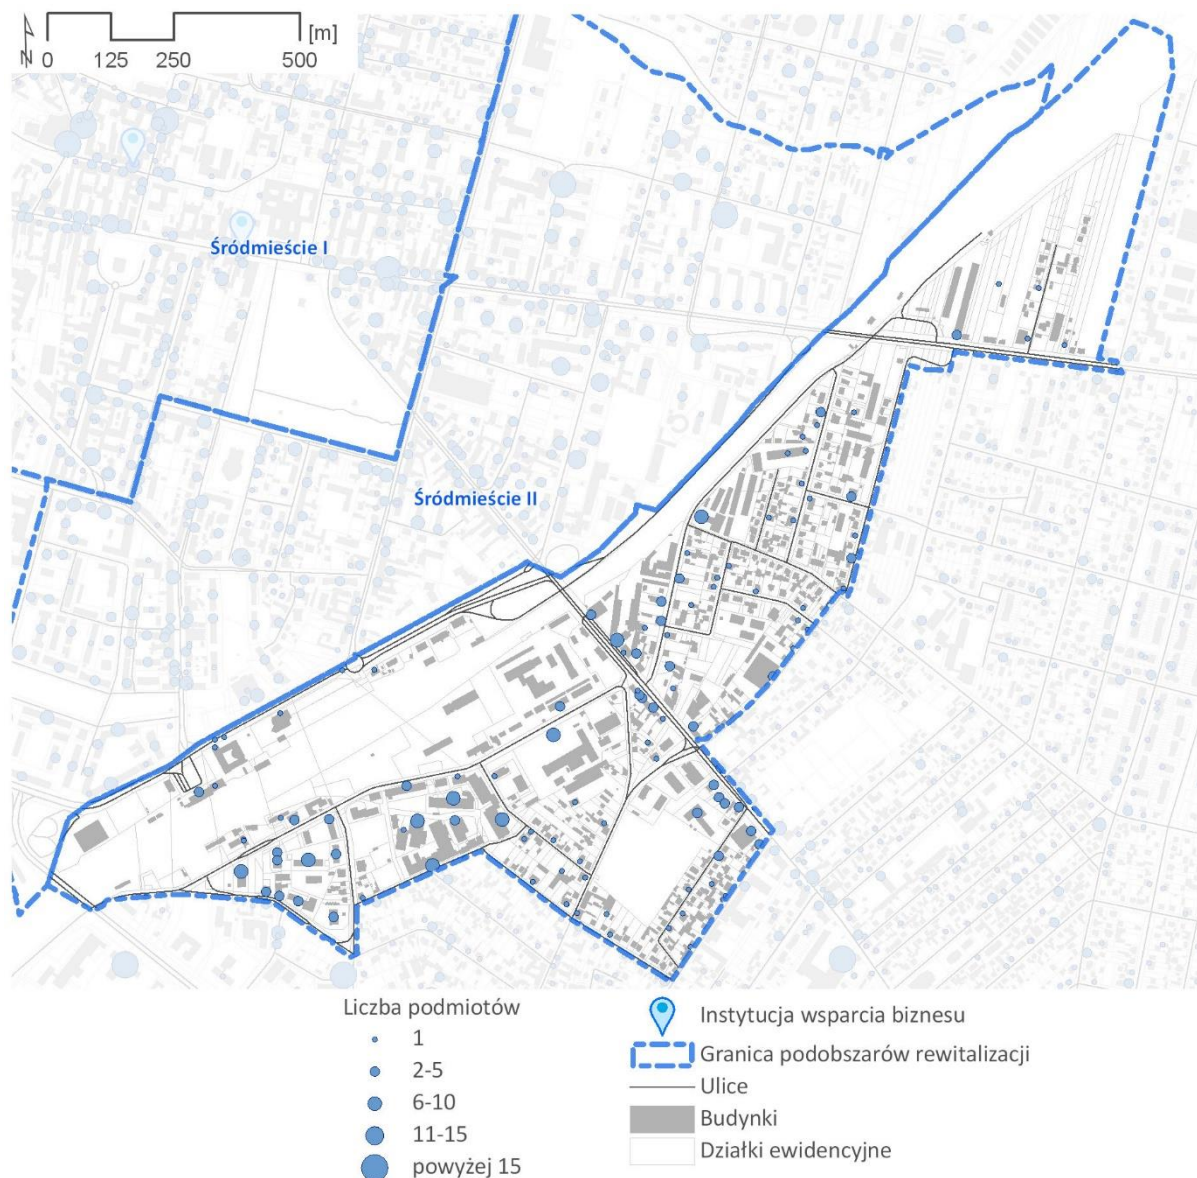 N
[m]
0 125 250 500
Śródmieście I
Śródmieście II
Liczba podmiotów
1
2-5
6-10
11-15
powyżej 15
Instytucja wsparcia biznesu
Granica podobszarów rewitalizacji
Ulice
Budynki
Działki ewidencyjne